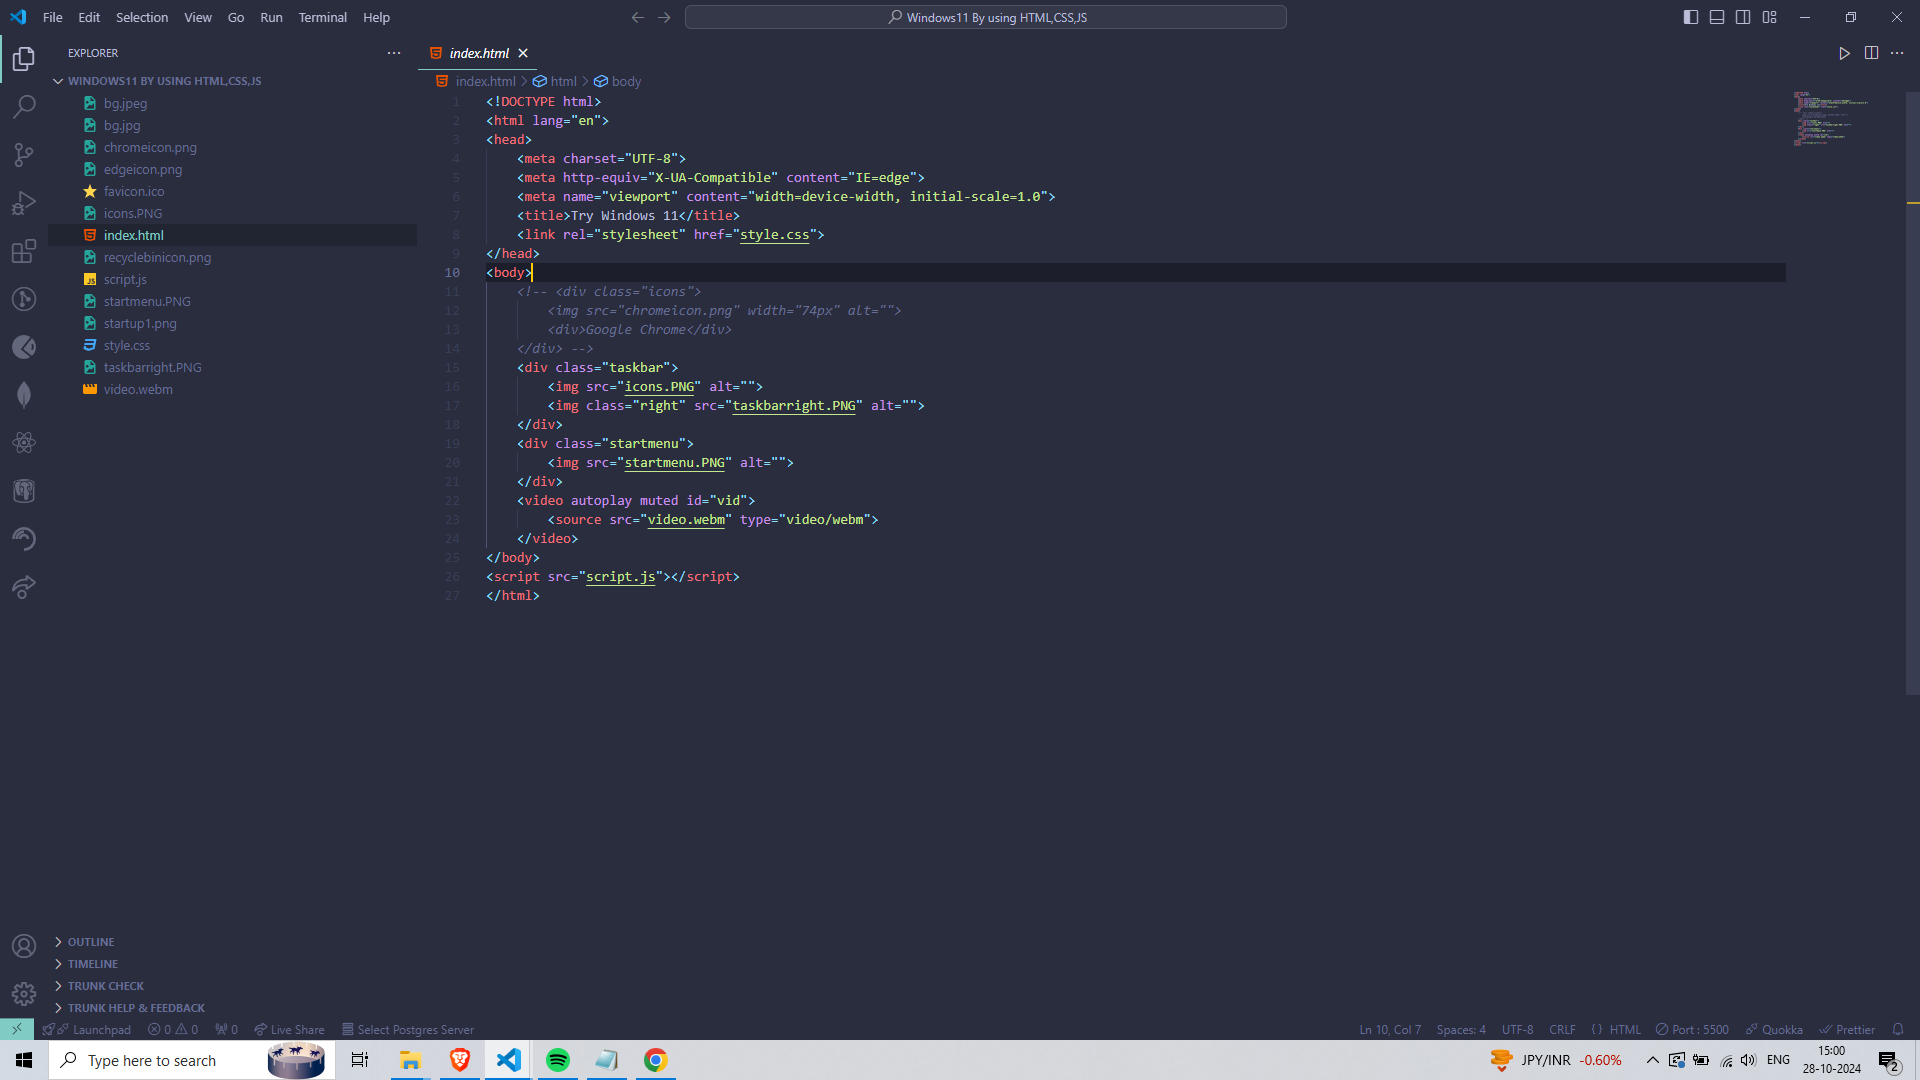 File Edit Selection View Go Run Terminal Help
Windows11 By using HTML,CSS,JS
EXPLORER
WINDOWS11 BY USING HTML,CSS,JS
bg.jpeg
bg.jpg
chromeicon.png
edgeicon.png
favicon.ico
icons.PNG
index.html
recyclebinicon.png
script.js
startmenu.PNG
startup1.png
style.css
taskbarright.PNG
video.webm
OUTLINE
TIMELINE
TRUNK CHECK
TRUNK HELP & FEEDBACK
index.html
index.html > html > body
1 <!DOCTYPE html>
2 <html lang="en">
3 <head>
4 <meta charset="UTF-8">
5 <meta http-equiv="X-UA-Compatible" content="IE=edge">
6 <meta name="viewport" content="width=device-width, initial-scale=1.0">
7 <title>Try Windows 11</title>
8 <link rel="stylesheet" href="style.css">
9 </head>
10 <body>
11 <!-- <div class="icons">
12 <img src="chromeicon.png" width="74px" alt="">
13 <div>Google Chrome</div>
14 </div> -->
15 <div class="taskbar">
16 <img src="icons.PNG" alt="">
17 <img class="right" src="taskbarright.PNG" alt="">
18 </div>
19 <div class="startmenu">
20 <img src="startmenu.PNG" alt="">
21 </div>
22 <video autoplay muted id="vid">
23 <source src="video.webm" type="video/webm">
24 </video>
25 </body>
26 <script src="script.js"></script>
27 </html>
Launchpad 0 0 0 Live Share Select Postgres Server
Ln 10, Col 7 Spaces: 4 UTF-8 CRLF {} HTML Port : 5500 Quokka Prettier
Type here to search
JPY/INR -0.60%
ENG
15:00
28-10-2024
2